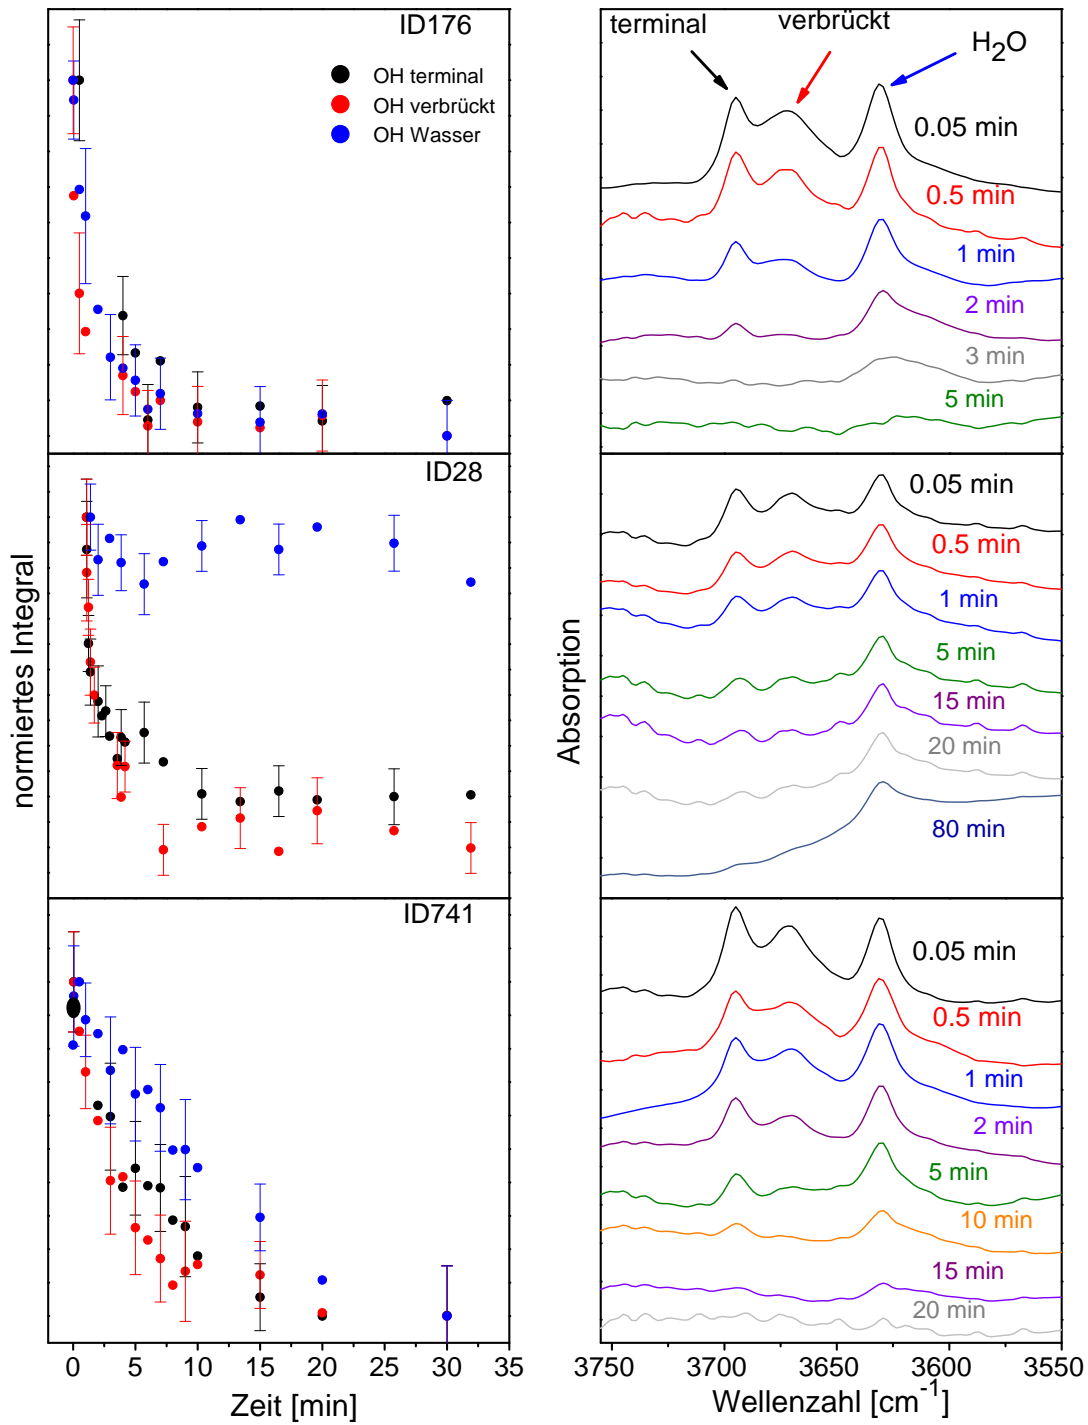 ID176
OH terminal
OH verbrückt
OH Wasser
terminal
verbrückt
H2O
0.05 min
0.5 min
1 min
2 min
3 min
5 min
ID28
0.05 min
0.5 min
1 min
5 min
15 min
20 min
80 min
ID741
0.05 min
0.5 min
1 min
2 min
5 min
10 min
15 min
20 min
normiertes Integral
Absorption
0 5 10 15 20 25 30 35
Zeit [min]
3750 3700 3650 3600 3550
Wellenzahl [cm⁻¹]